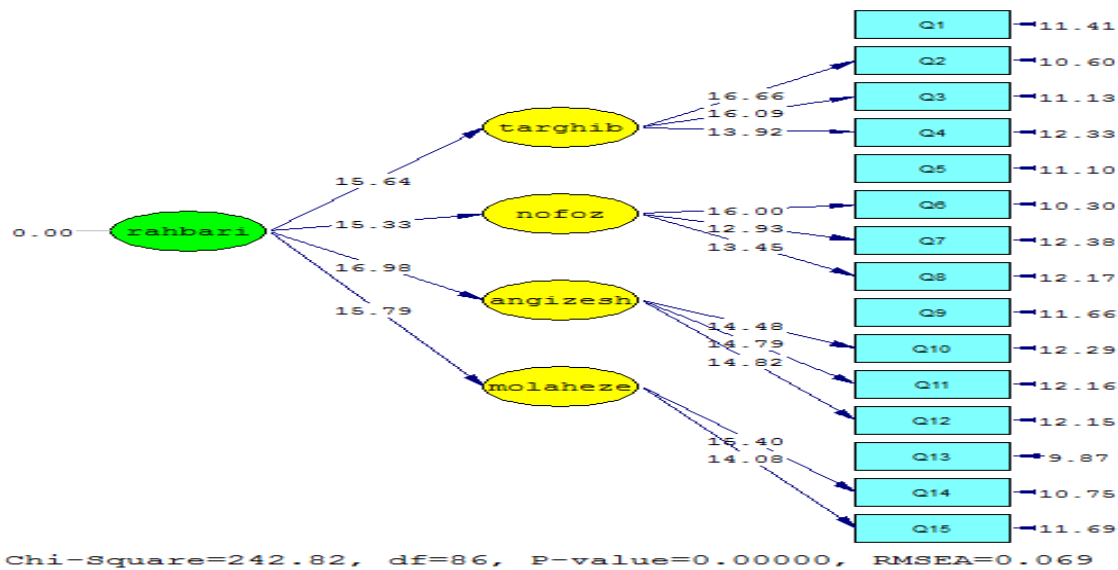 Q1 11.41
Q2 10.60
16.66
Q3 11.13
16.09
targhib
13.92
Q4 12.33
Q5 11.10
15.64
Q6 10.30
16.00
nofoz
15.33
12.93
0.00 rahbari
Q7 12.38
13.45
16.98
Q8 12.17
angizesh
15.79
Q9 11.66
14.48
14.79
Q10 12.29
14.82
Q11 12.16
molaheze
Q12 12.15
15.40
Q13 9.87
14.08
Q14 10.75
Q15 11.69
Chi-Square=242.82, df=86, P-value=0.00000, RMSEA=0.069